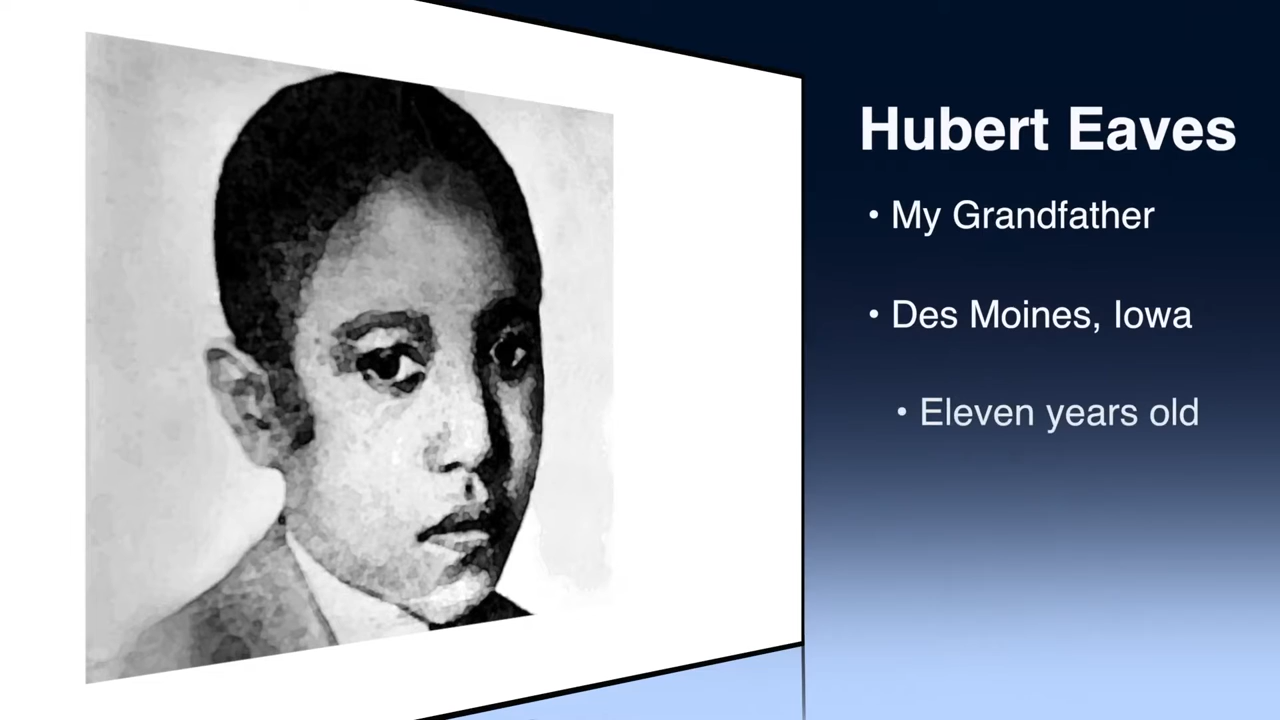 Hubert Eaves
• My Grandfather
• Des Moines, Iowa
• Eleven years old